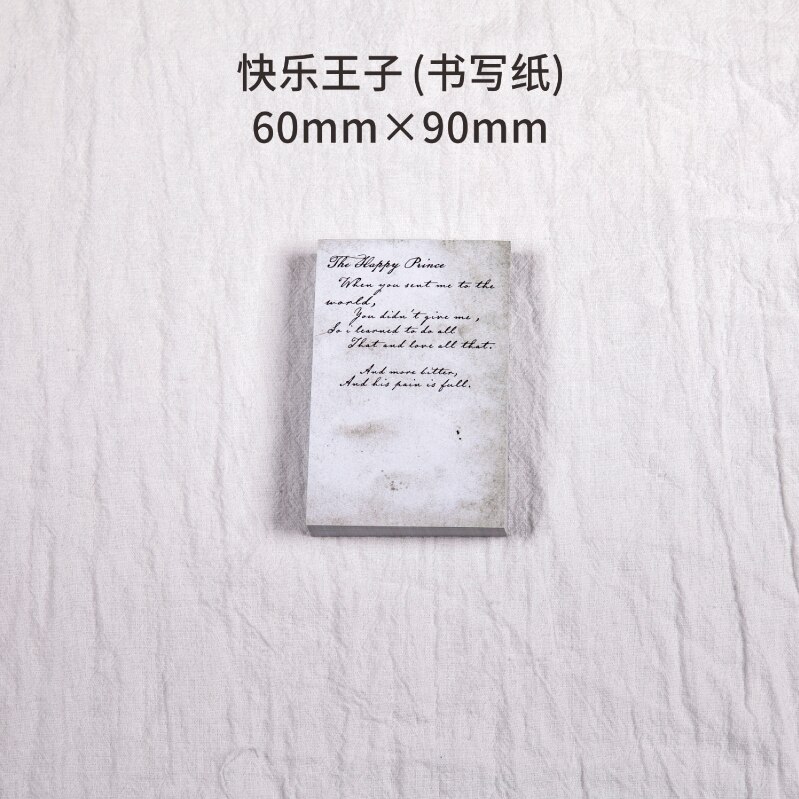 快乐王子 (书写纸)
60mm×90mm
The Happy Prince
When you sent me to the
world,
You didn't give me,
So i learned to do all
That and love all that.
And more bitter,
And his pain is full.